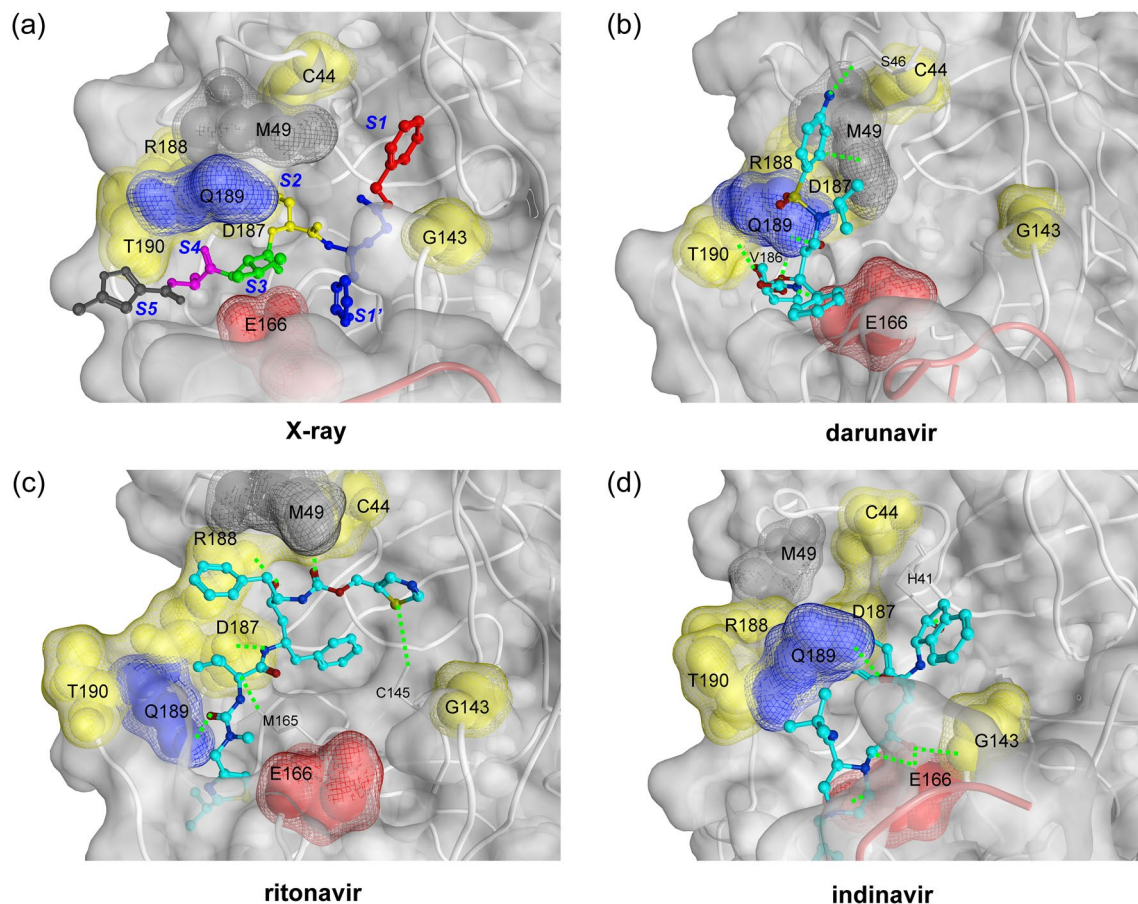 (a)
C44
S1
M49
R188
S2
Q189
D187
G143
T190
S4
S3
S5
E166
S1'
X-ray
(b)
S46
C44
M49
R188
D187
Q189
G143
T190
V186
E166
darunavir
(c)
M49
C44
R188
D187
T190
Q189
C145
G143
M165
E166
ritonavir
(d)
C44
M49
H41
D187
R188
Q189
T190
G143
E166
indinavir